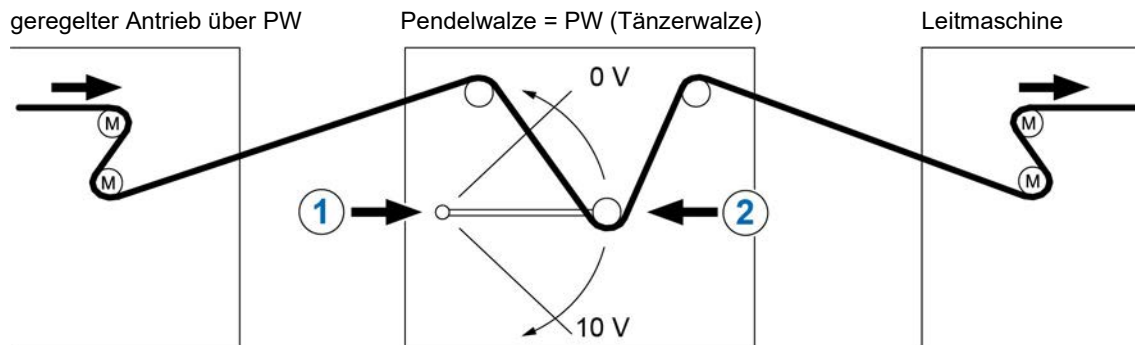 geregelter Antrieb über PW
Pendelwalze = PW (Tänzerwalze)
Leitmaschine
0 V
M
M
M
M
1
2
10 V